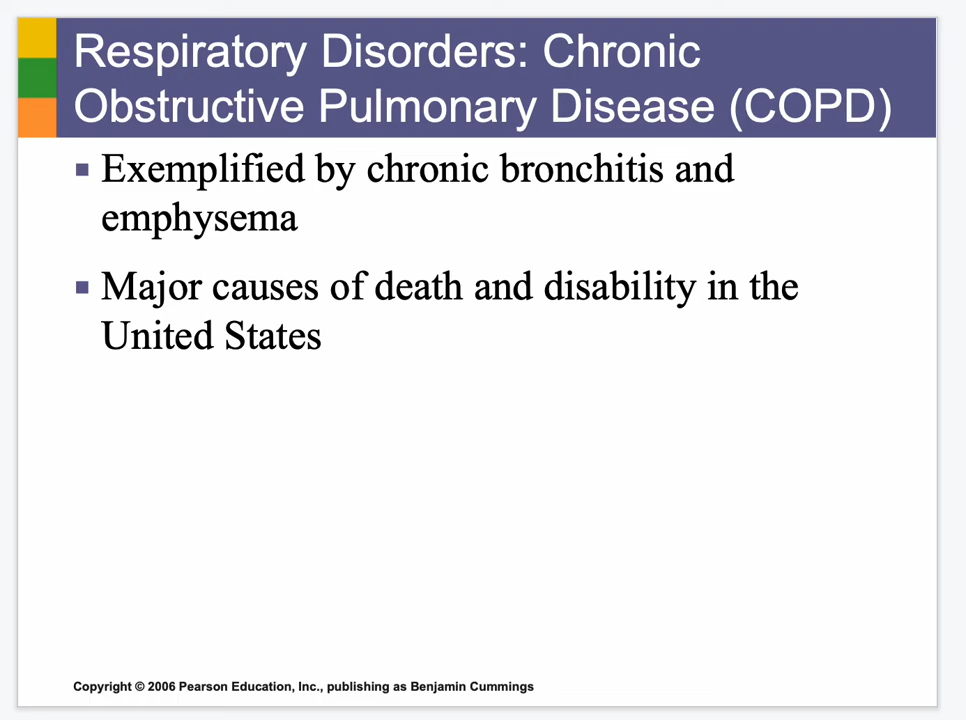 Respiratory Disorders: Chronic
Obstructive Pulmonary Disease (COPD)
Exemplified by chronic bronchitis and
emphysema
Major causes of death and disability in the
United States
Copyright © 2006 Pearson Education, Inc., publishing as Benjamin Cummings